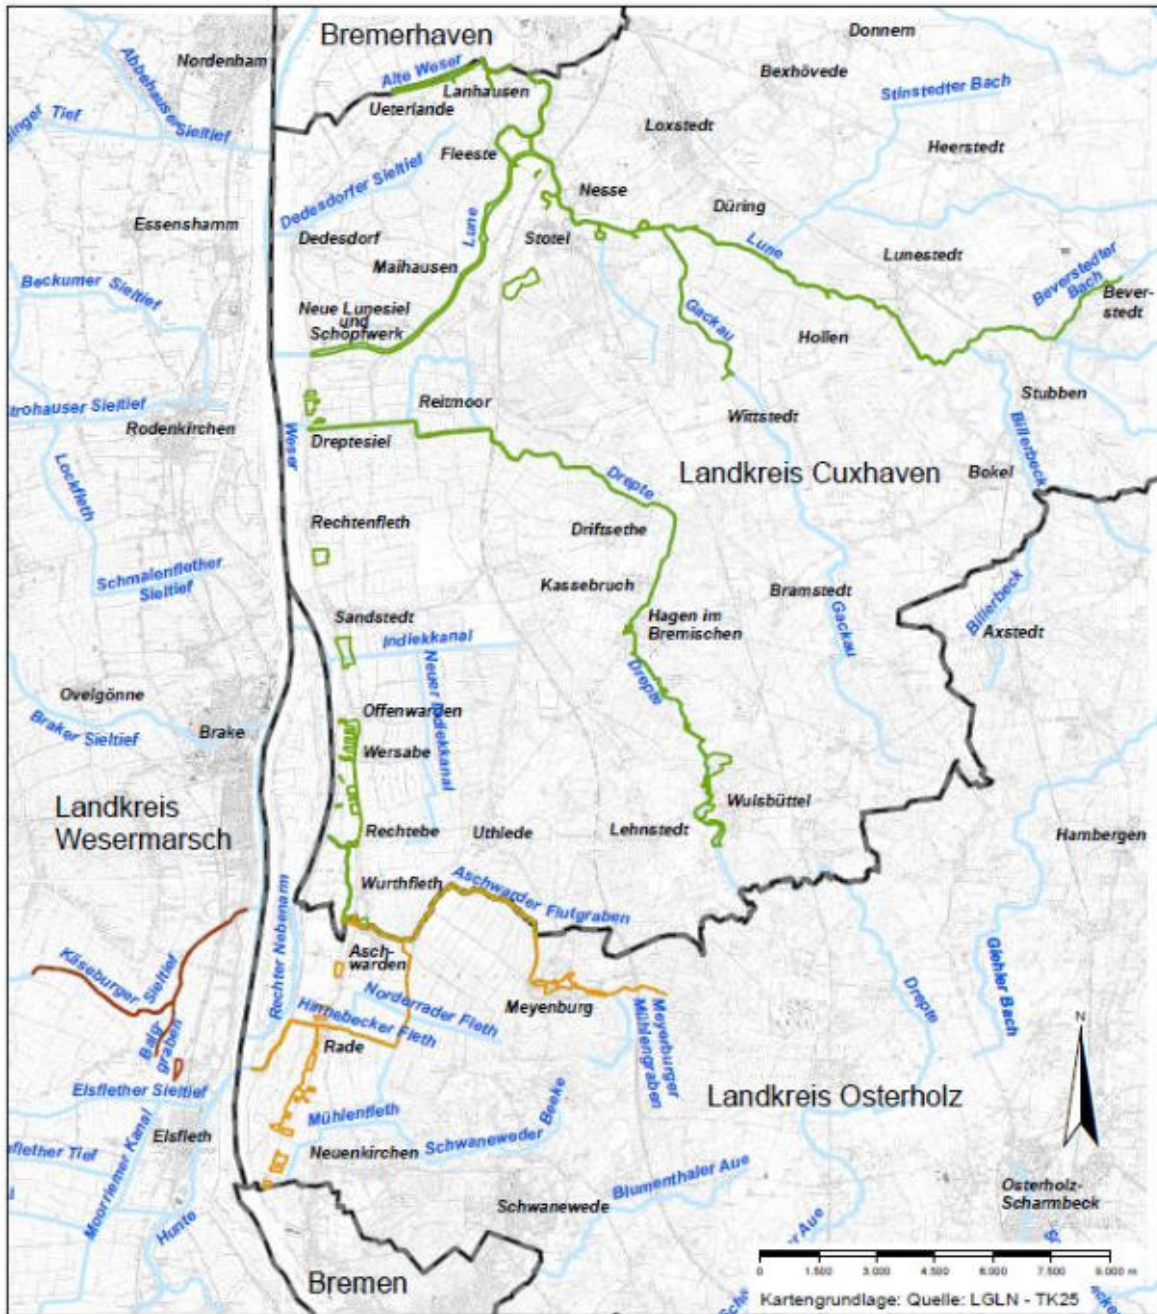 Bremerhaven
Donnern
Nordenham
Abbehauser Sieltief
Alte Weser
Bexhövede
Lanhausen
Stinstedter Bach
Ueterlande
inger Tief
Loxstedt
Heerstedt
Fleeste
Dedesdorfer Sieltief
Nesse
Düring
Essenshamm
Lune
Dedesdorf
Stotel
Lune
Lunestedt
Maihausen
Beckumer Sieltief
Beverstedter
Bach
Bever-
stedt
Neue Lunesiel
und
Schöpfwerk
Gackau
Hollen
Reitmoor
Stubben
trohauser Sieltief
Wittstedt
Rodenkirchen
Weser
Dreptesiel
Billerbeck
Lockfleth
Drepte
Landkreis Cuxhaven
Bokel
Rechtenfleth
Driftsethe
Schmalenflether
Sieltief
Kassebruch
Bramstedt
Hagen im
Bremischen
Sandstedt
Indiekkanal
Gackau
Billerbeck
Axstedt
Neuer Indiekkanal
Drepte
Ovelgönne
Braker Sieltief
Brake
Offenwarden
Wersabe
Landkreis
Wesermarsch
Wulsbüttel
Rechtebe
Uthlede
Lehnstedt
Hambergen
Wurthfleth
Aschwarder Flutgraben
Rechter Nebenarm
Käseburger Sieltief
Asch-
warden
Giehler Bach
Drepte
Norderrader Fleth
Meyenburg
Hinnebecker Fleth
Meyerburger
Mühlengraben
Balg-
graben
Rade
Elsflether Sieltief
Landkreis Osterholz
N
Mühlenfleth
Elsfleth
Schwaneweder Beeke
Moorriemer Kanal
flether Tief
Neuenkirchen
Blumenthaler Aue
Hunte
Schwanewede
Osterholz-
Scharmbeck
Aue
Bremen
0 1.500 3.000 4.500 6.000 7.500 9.000 m
Kartengrundlage: Quelle: LGLN - TK25